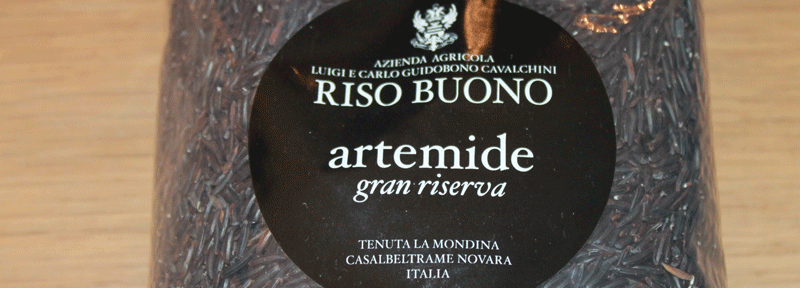 AZIENDA AGRICOLA
LUIGI E CARLO GUIDOBONO CAVALCHINI
RISO BUONO
artemide
gran riserva
TENUTA LA MONDINA
CASALBELTRAME NOVARA
ITALIA